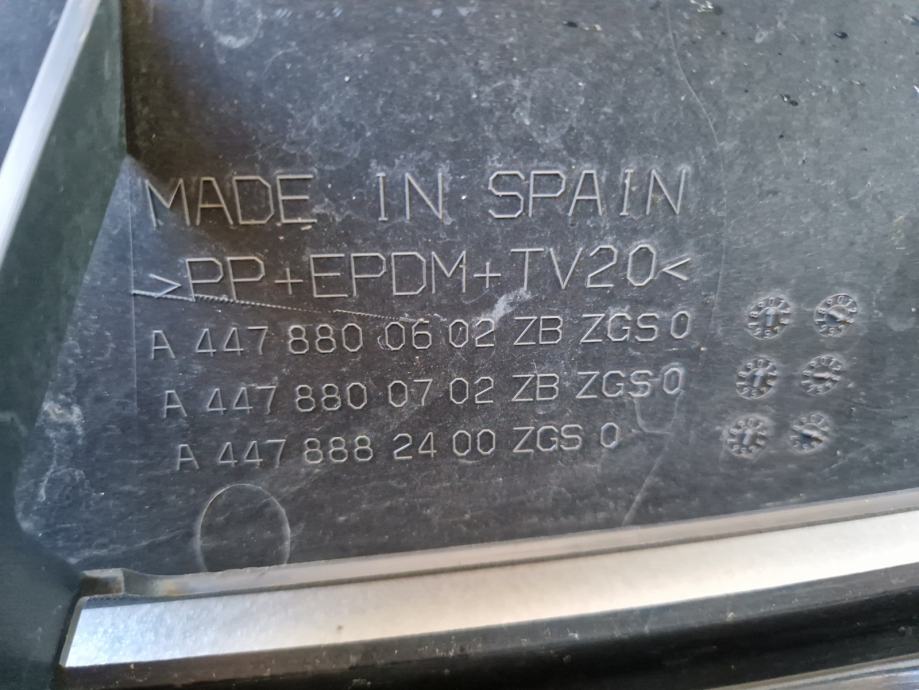 MADE IN SPAIN
>PP+EPDM+TV20<
A 447 880 06 02 ZB ZGS 0
A 447 880 07 02 ZB ZGS 0
A 447 888 24 00 ZGS 0